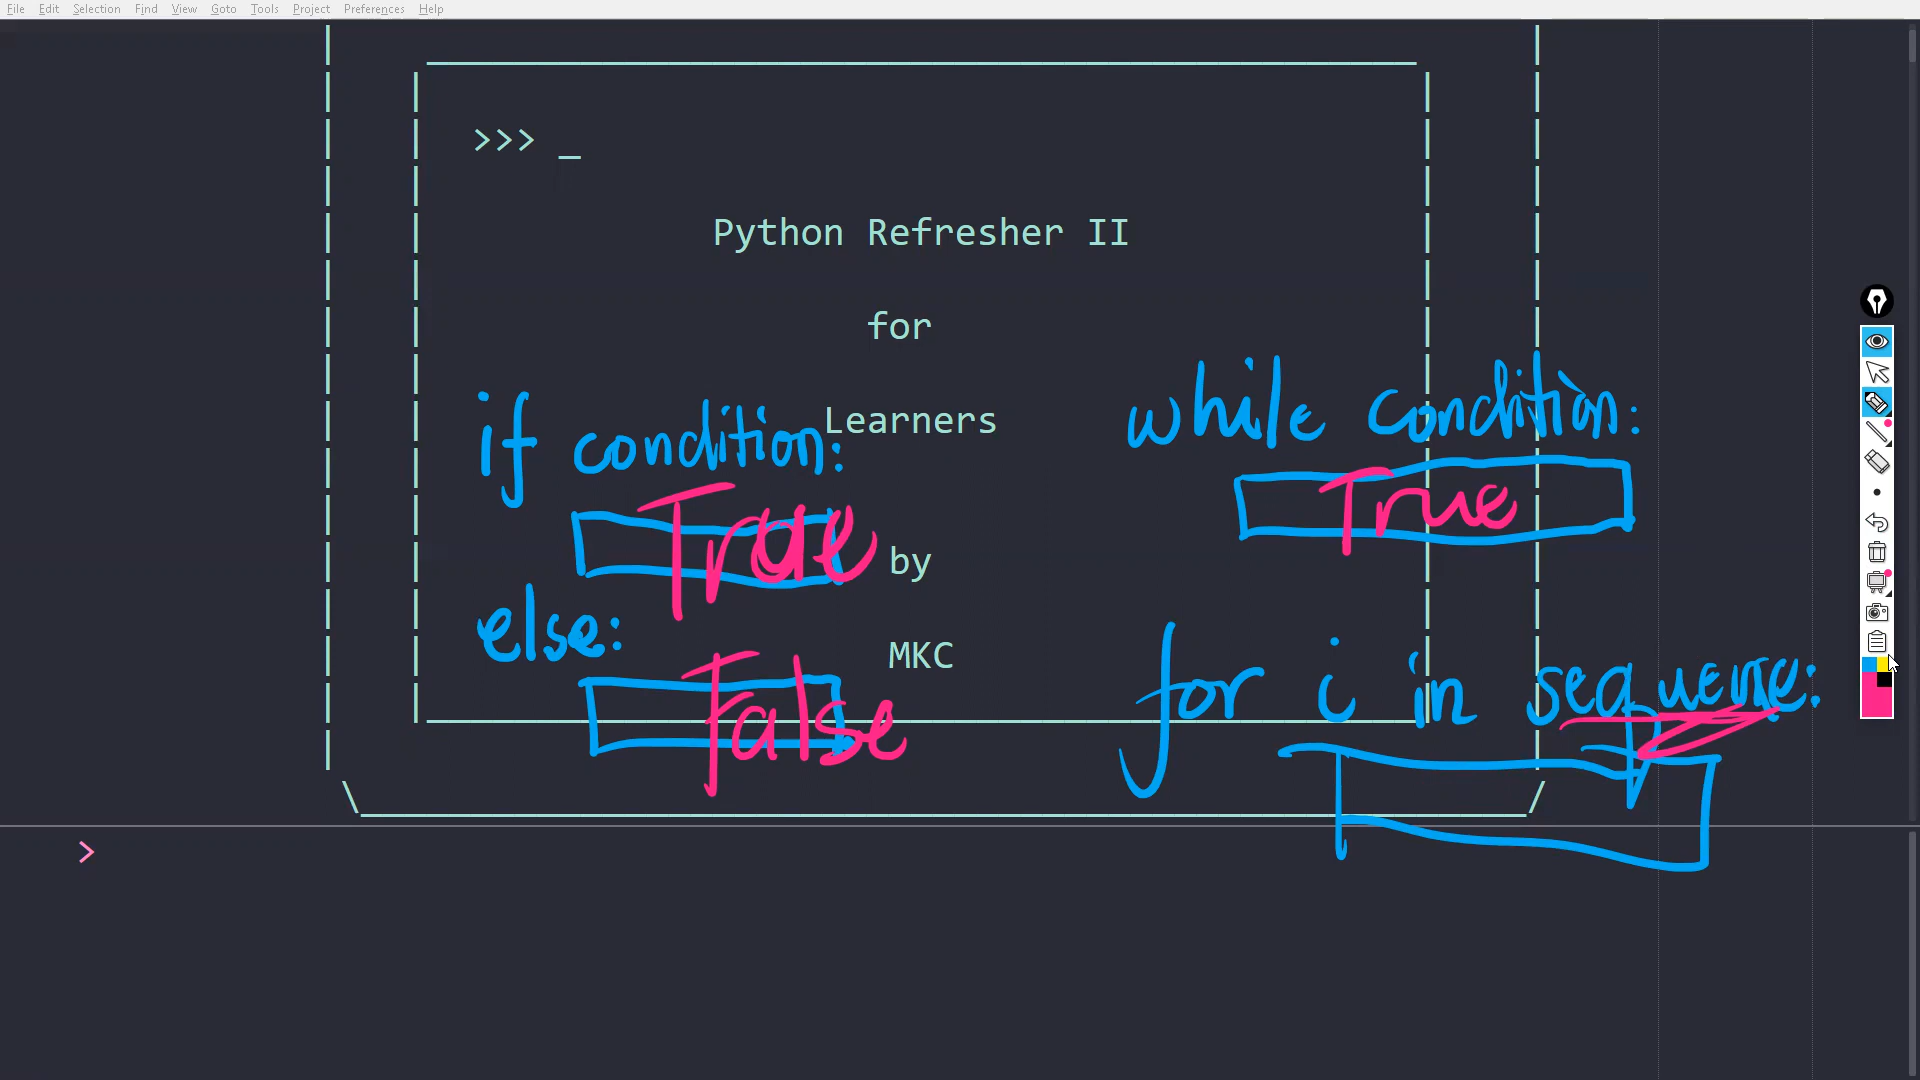 File Edit Selection Find View Goto Tools Project Preferences Help
>>> _
Python Refresher II
for
Learners
by
MKC
if condition:
True
else:
False
while condition:
True
for i in sequence:
>